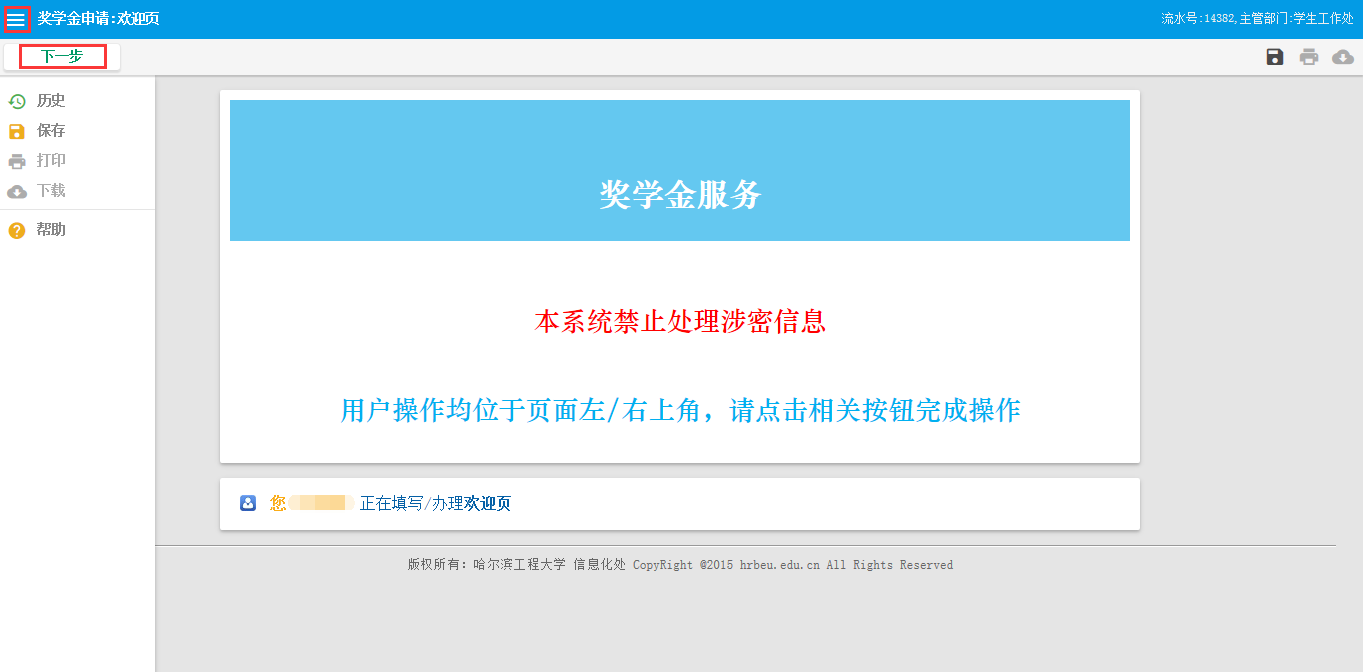 奖学金申请:欢迎页
流水号:14382,主管部门:学生工作处
下一步
历史
保存
打印
下载
帮助
奖学金服务
本系统禁止处理涉密信息
用户操作均位于页面左/右上角，请点击相关按钮完成操作
您 正在填写/办理欢迎页
版权所有：哈尔滨工程大学 信息化处 CopyRight @2015 hrbeu.edu.cn All Rights Reserved